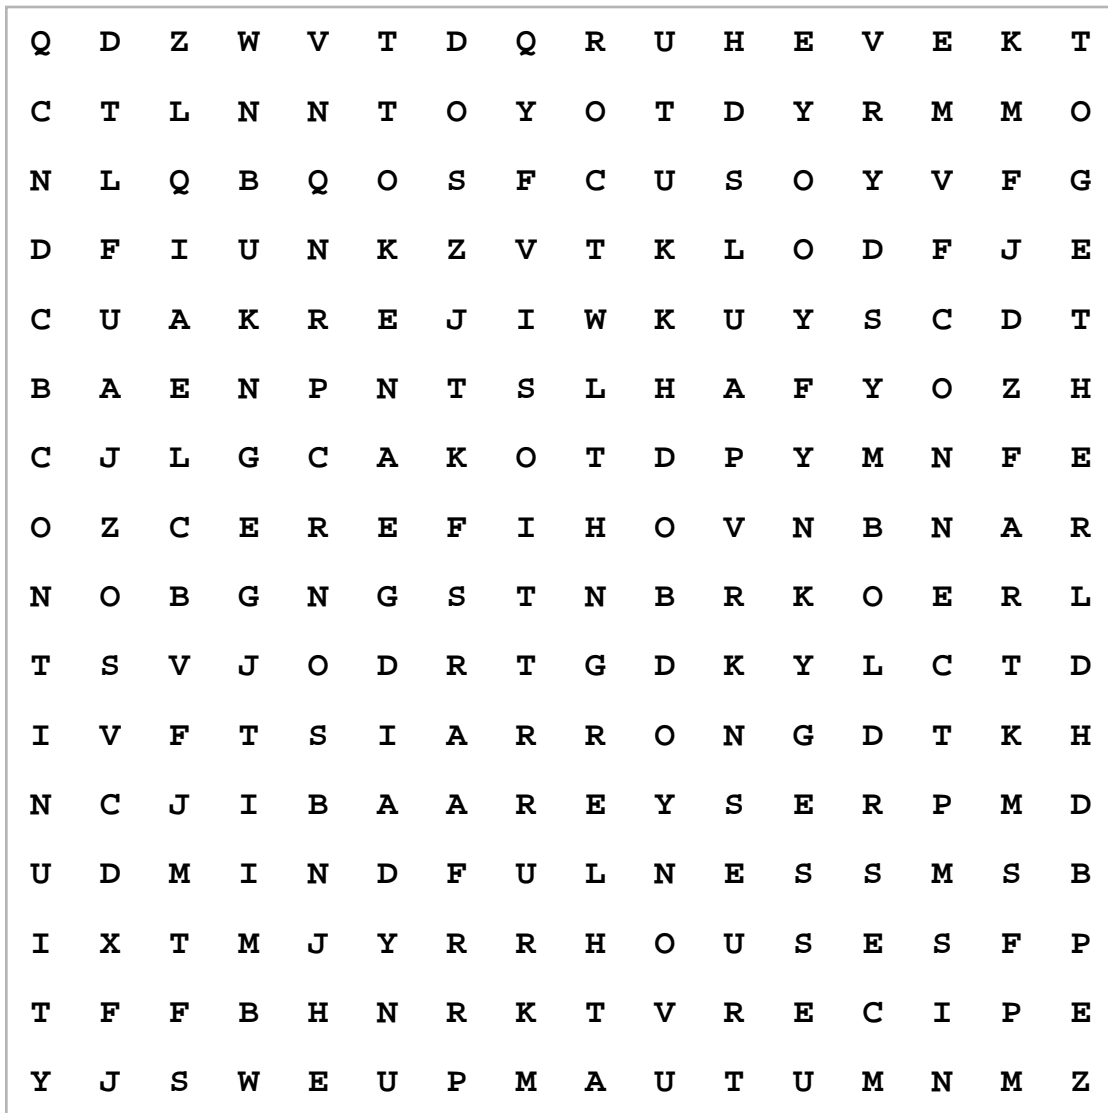 Q D Z W V T D Q R U H E V E K T
C T L N N T O Y O T D Y R M M O
N L Q B Q O S F C U S O Y V F G
D F I U N K Z V T K L O D F J E
C U A K R E J I W K U Y S C D T
B A E N P N T S L H A F Y O Z H
C J L G C A K O T D P Y M N F E
O Z C E R E F I H O V N B N A R
N O B G N G S T N B R K O E R L
T S V J O D R T G D K Y L C T D
I V F T S I A R R O N G D T K H
N C J I B A A R E Y S E R P M D
U D M I N D F U L N E S S M S B
I X T M J Y R R H O U S E S F P
T F F B H N R K T V R E C I P E
Y J S W E U P M A U T U M N M Z